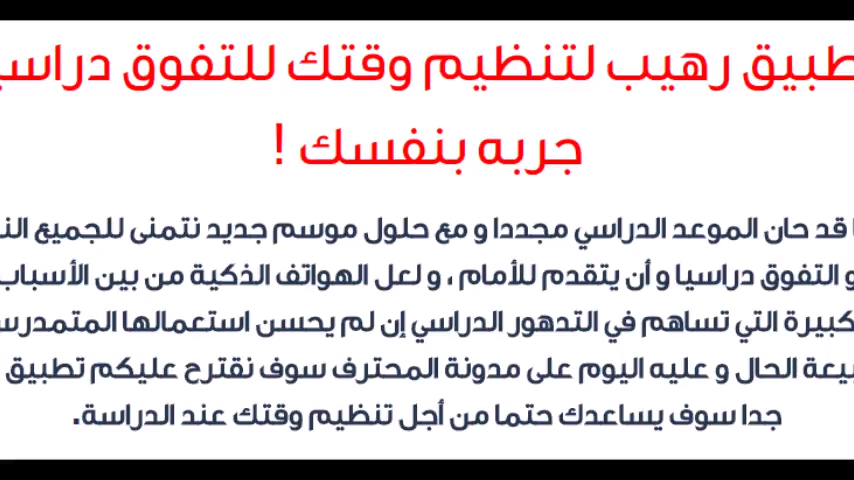 طبيق رهيب لتنظيم وقتك للتفوق دراسي
جربه بنفسك !
قد حان الموعد الدراسي مجددا و مع حلول موسم جديد نتمنى للجميع
و التفوق دراسيا و أن يتقدم للأمام ، و لعل الهواتف الذكية من بين الأسباب
كبيرة التي تساهم في التدهور الدراسي إن لم يحسن استعمالها المتمدرس
يعة الحال و عليه اليوم على مدونة المحترف سوف نقترح عليكم تطبيق
جدا سوف يساعدك حتما من أجل تنظيم وقتك عند الدراسة.